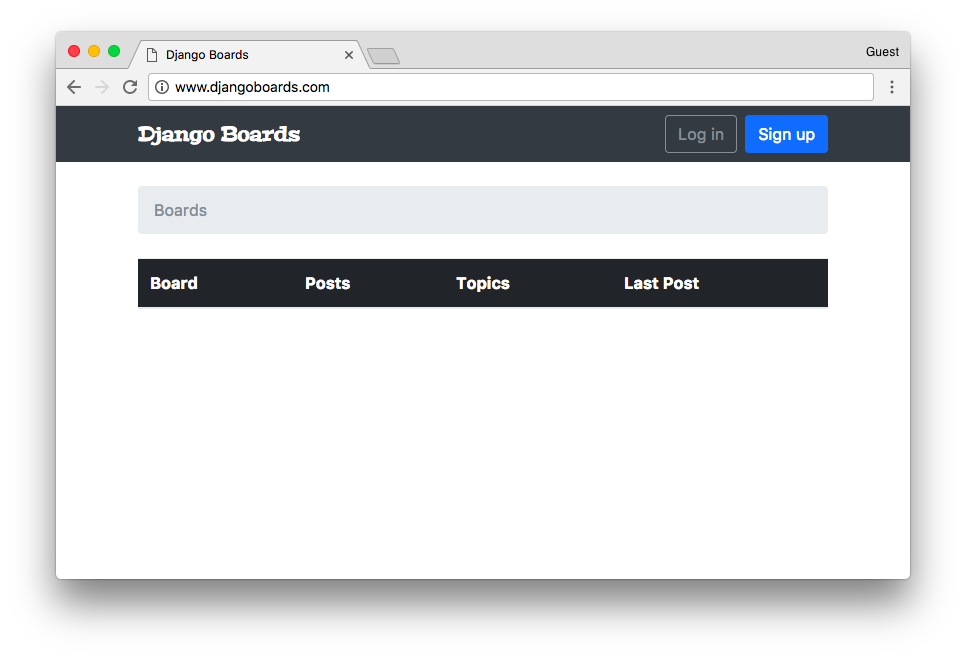 Django Boards
Guest
www.djangoboards.com
Django Boards
Log in
Sign up
Boards
Board Posts Topics Last Post